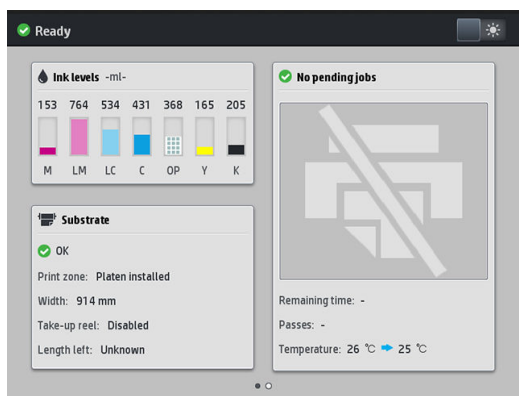 Ready
Ink levels -ml-
153 764 534 431 368 165 205
M LM LC C OP Y K
Substrate
OK
Print zone: Platen installed
Width: 914 mm
Take-up reel: Disabled
Length left: Unknown
No pending jobs
Remaining time: -
Passes: -
Temperature: 26 °C ➡ 25 °C